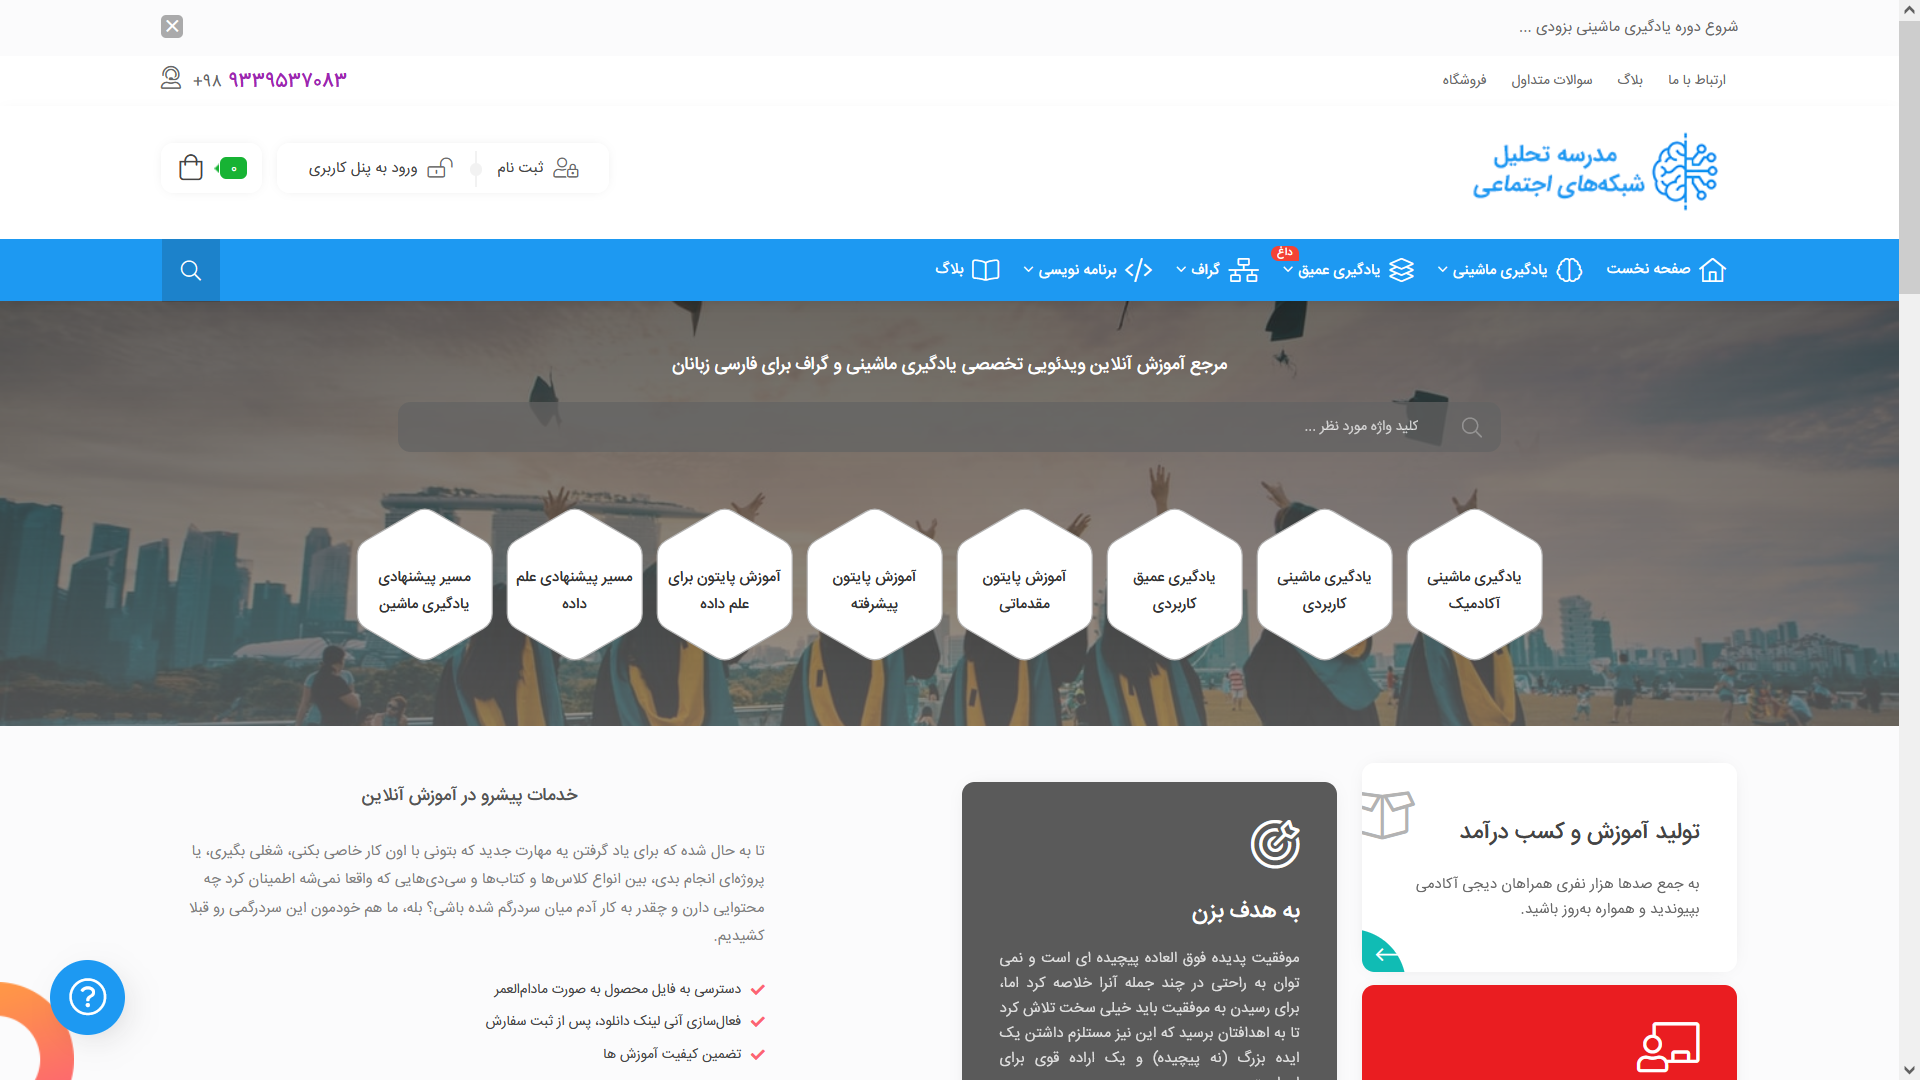 شروع دوره یادگیری ماشینی بزودی ...
ارتباط با ما
بلاگ
سوالات متداول
فروشگاه
+۹۸ ۹۳۳۹۵۳۷۰۸۳
مدرسه تحلیل
شبکه‌های اجتماعی
ثبت نام
ورود به پنل کاربری
۰
صفحه نخست
یادگیری ماشینی
یادگیری عمیق
داغ
گراف
برنامه نویسی
بلاگ
مرجع آموزش آنلاین ویدئویی تخصصی یادگیری ماشینی و گراف برای فارسی زبانان
کلید واژه مورد نظر ...
یادگیری ماشینی
آکادمیک
یادگیری ماشینی
کاربردی
یادگیری عمیق
کاربردی
آموزش پایتون
مقدماتی
آموزش پایتون
پیشرفته
آموزش پایتون برای
علم داده
مسیر پیشنهادی علم
داده
مسیر پیشنهادی
یادگیری ماشین
تولید آموزش و کسب درآمد
به جمع صدها هزار نفری همراهان دیجی آکادمی
بپیوندید و همواره به‌روز باشید.
به هدف بزن
موفقیت پدیده فوق العاده پیچیده ای است و نمی
توان به راحتی در چند جمله آنرا خلاصه کرد اما،
برای رسیدن به موفقیت باید خیلی سخت تلاش کرد
تا به اهدافتان برسید که این نیز مستلزم داشتن یک
ایده بزرگ (نه پیچیده) و یک اراده قوی برای
خدمات پیشرو در آموزش آنلاین
تا به حال شده که برای یاد گرفتن یه مهارت جدید که بتونی با اون کار خاصی بکنی، شغلی بگیری، یا
پروژه‌ای انجام بدی، بین انواع کلاس‌ها و کتاب‌ها و سی‌دی‌هایی که واقعا نمی‌شه اطمینان کرد چه
محتوایی دارن و چقدر به کار آدم میان سردرگم شده باشی؟ بله، ما هم خودمون این سردرگمی رو قبلا
کشیدیم.
دسترسی به فایل محصول به صورت مادام‌العمر
فعال‌سازی آنی لینک دانلود، پس از ثبت سفارش
تضمین کیفیت آموزش ها